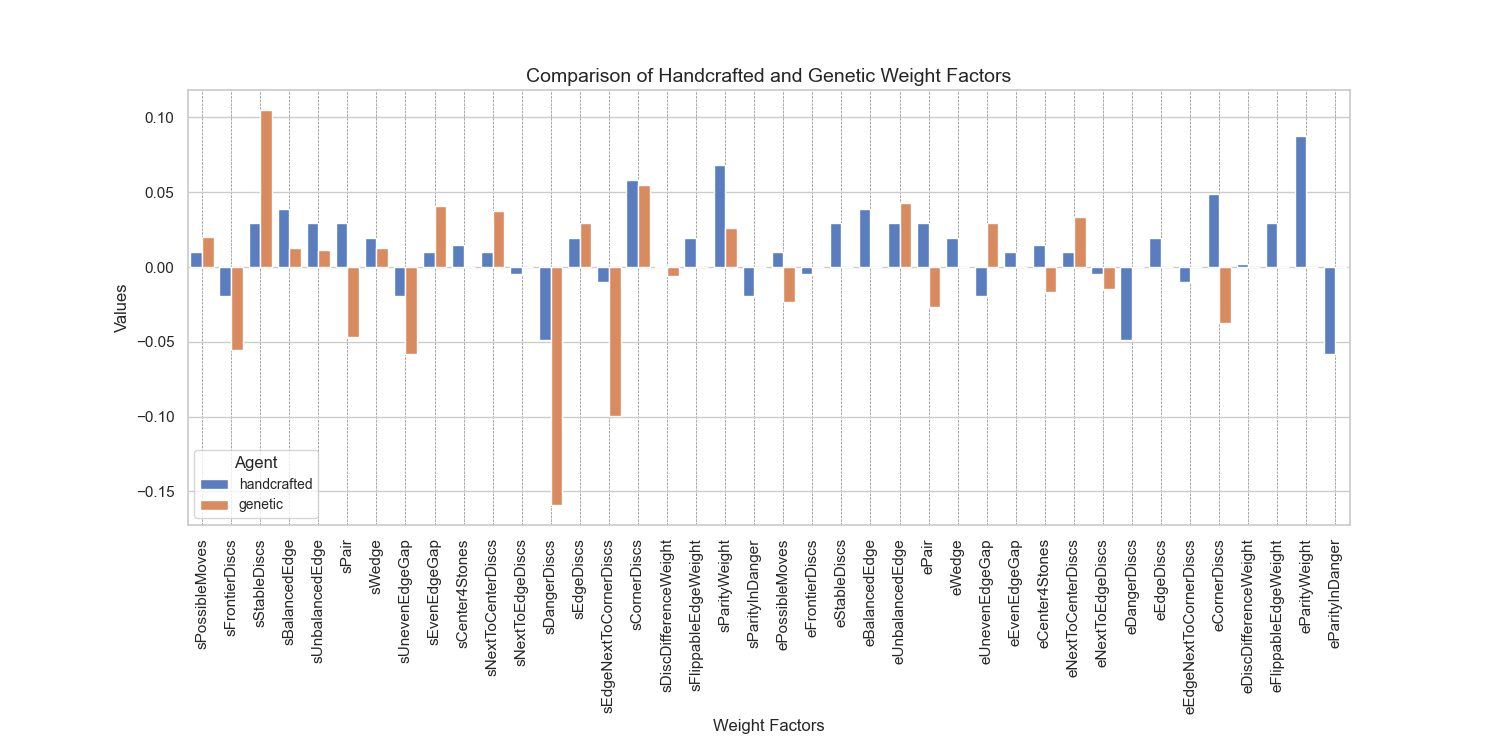 Comparison of Handcrafted and Genetic Weight Factors
Values
0.10
0.05
0.00
−0.05
−0.10
−0.15
Agent
handcrafted
genetic
sPossibleMoves
sFrontierDiscs
sStableDiscs
sBalancedEdge
sUnbalancedEdge
sPair
sWedge
sUnevenEdgeGap
sEvenEdgeGap
sCenter4Stones
sNextToCenterDiscs
sNextToEdgeDiscs
sDangerDiscs
sEdgeDiscs
sEdgeNextToCornerDiscs
sCornerDiscs
sDiscDifferenceWeight
sFlippableEdgeWeight
sParityWeight
sParityInDanger
ePossibleMoves
eFrontierDiscs
eStableDiscs
eBalancedEdge
eUnbalancedEdge
ePair
eWedge
eUnevenEdgeGap
eEvenEdgeGap
eCenter4Stones
eNextToCenterDiscs
eNextToEdgeDiscs
eDangerDiscs
eEdgeDiscs
eEdgeNextToCornerDiscs
eCornerDiscs
eDiscDifferenceWeight
eFlippableEdgeWeight
eParityWeight
eParityInDanger
Weight Factors